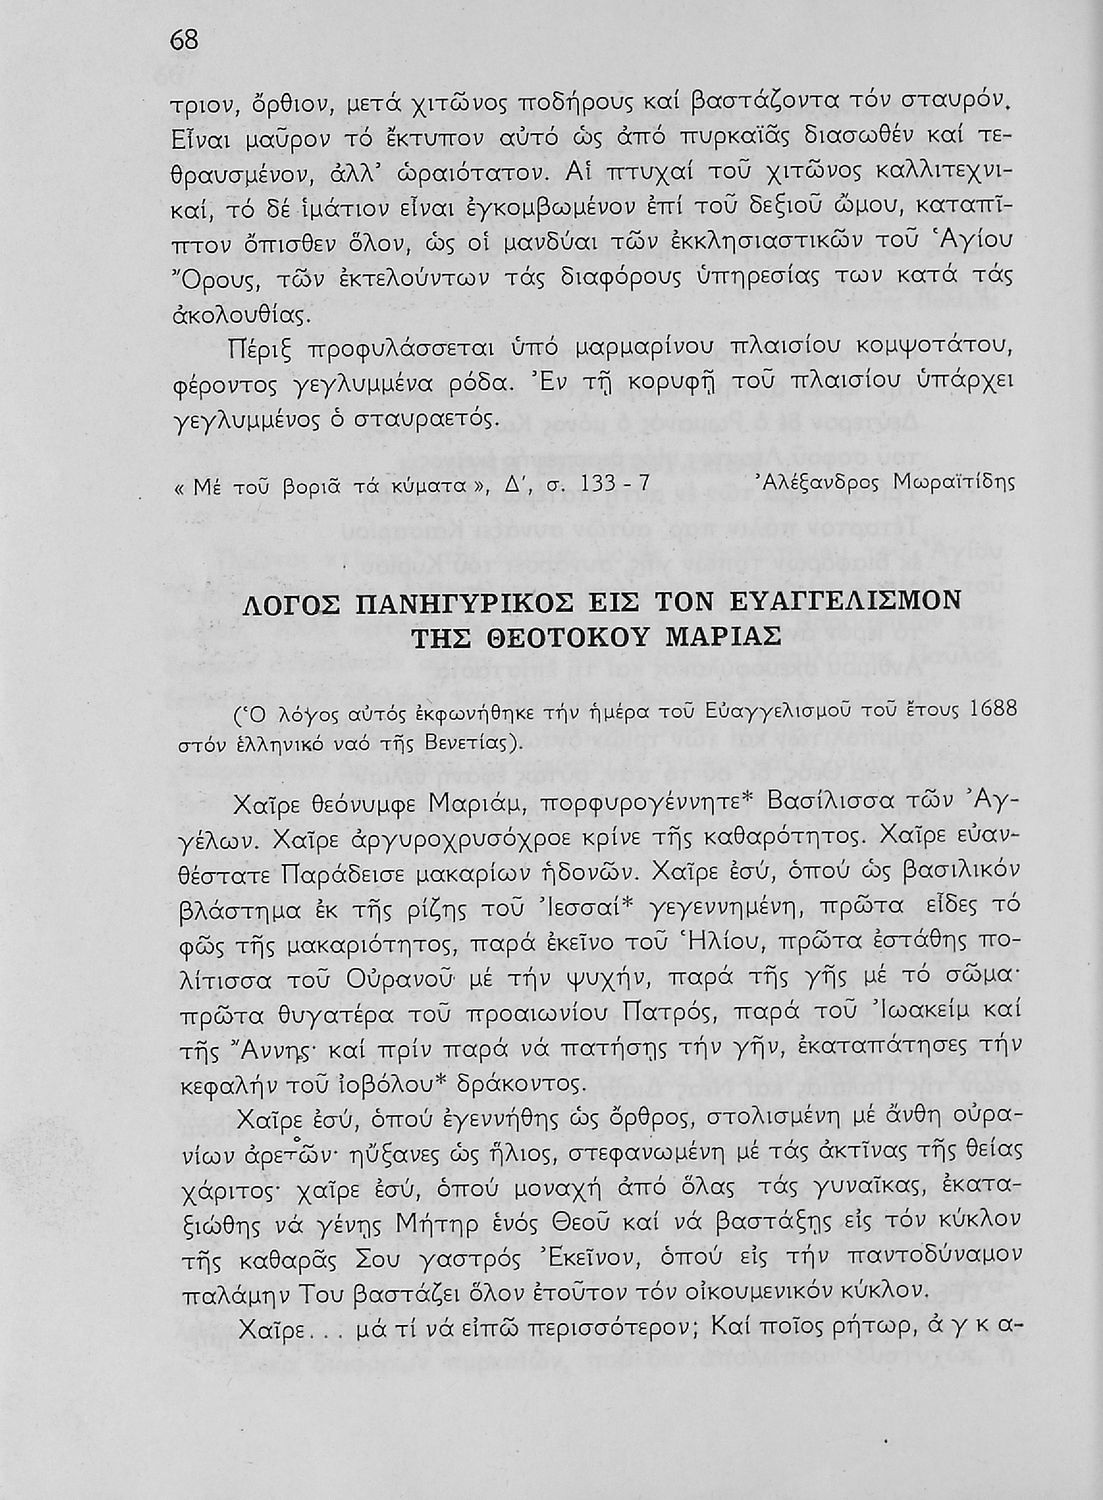 68
τριον, ὄρθιον, μετά χιτῶνος ποδήρους καί βαστάζοντα τόν σταυρόν.
Εἶναι μαῦρον τό ἔκτυπον αὐτό ὡς ἀπό πυρκαϊᾶς διασωθέν καί τε-
θραυσμένον, ἀλλ’ ὡραιότατον. Αἱ πτυχαί τοῦ χιτῶνος καλλιτεχνι-
καί, τό δέ ἱμάτιον εἶναι ἐγκομβωμένον ἐπί τοῦ δεξιοῦ ὤμου, καταπῖ-
πτον ὄπισθεν ὅλον, ὡς οἱ μανδύαι τῶν ἐκκλησιαστικῶν τοῦ Ἁγίου
Ὄρους, τῶν ἐκτελούντων τάς διαφόρους ὑπηρεσίας των κατά τάς
ἀκολουθίας.
Πέριξ προφυλάσσεται ὑπό μαρμαρίνου πλαισίου κομψοτάτου,
φέροντος γεγλυμμένα ρόδα. Ἐν τῇ κορυφῇ τοῦ πλαισίου ὑπάρχει
γεγλυμμένος ὁ σταυραετός.
« Μέ τοῦ βοριᾶ τά κύματα », Δ′, σ. 133 - 7 Ἀλέξανδρος Μωραϊτίδης
ΛΟΓΟΣ ΠΑΝΗΓΥΡΙΚΟΣ ΕΙΣ ΤΟΝ ΕΥΑΓΓΕΛΙΣΜΟΝ
ΤΗΣ ΘΕΟΤΟΚΟΥ ΜΑΡΙΑΣ
(Ὁ λόγος αὐτός ἐκφωνήθηκε τήν ἡμέρα τοῦ Εὐαγγελισμοῦ τοῦ ἔτους 1688
στόν ἑλληνικό ναό τῆς Βενετίας).
Χαῖρε θεόνυμφε Μαριάμ, πορφυρογέννητε* Βασίλισσα τῶν Ἀγ-
γέλων. Χαῖρε ἀργυροχρυσόχροε κρίνε τῆς καθαρότητος. Χαῖρε εὐαν-
θέστατε Παράδεισε μακαρίων ἡδονῶν. Χαῖρε ἐσύ, ὁπού ὡς βασιλικόν
βλάστημα ἐκ τῆς ρίζης τοῦ Ἰεσσαί* γεγεννημένη, πρῶτα εἶδες τό
φῶς τῆς μακαριότητος, παρά ἐκεῖνο τοῦ Ἡλίου, πρῶτα ἐστάθης πο-
λίτισσα τοῦ Οὐρανοῦ μέ τήν ψυχήν, παρά τῆς γῆς μέ τό σῶμα·
πρῶτα θυγατέρα τοῦ προαιωνίου Πατρός, παρά τοῦ Ἰωακείμ καί
τῆς Ἄννης· καί πρίν παρά νά πατήσῃς τήν γῆν, ἐκαταπάτησες τήν
κεφαλήν τοῦ ἰοβόλου* δράκοντος.
Χαῖρε ἐσύ, ὁπού ἐγεννήθης ὡς ὄρθρος, στολισμένη μέ ἄνθη οὐρα-
νίων ἀρετῶν· ηὔξανες ὡς ἥλιος, στεφανωμένη μέ τάς ἀκτῖνας τῆς θείας
χάριτος· χαῖρε ἐσύ, ὁπού μοναχή ἀπό ὅλας τάς γυναῖκας, ἐκατα-
ξιώθης νά γένῃς Μήτηρ ἑνός Θεοῦ καί νά βαστάξῃς εἰς τόν κύκλον
τῆς καθαρᾶς Σου γαστρός Ἐκεῖνον, ὁπού εἰς τήν παντοδύναμον
παλάμην Του βαστάζει ὅλον ἐτοῦτον τόν οἰκουμενικόν κύκλον.
Χαῖρε. . . μά τί νά εἰπῶ περισσότερον; Καί ποῖος ρήτωρ, ἀ γ κ α-